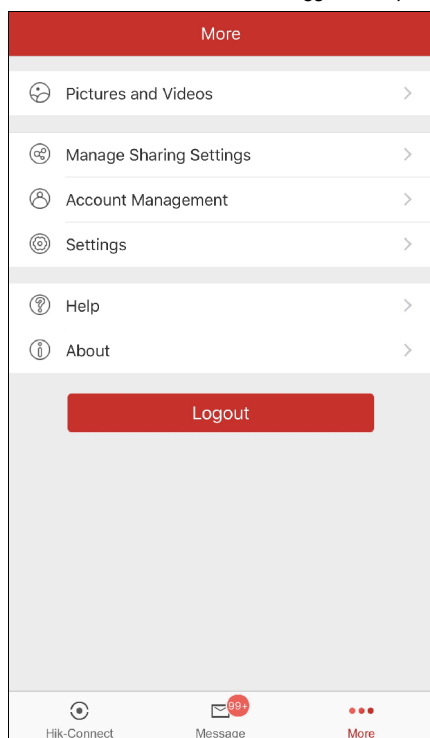 More
Pictures and Videos
Manage Sharing Settings
Account Management
Settings
Help
About
Logout
99+
Hik-Connect
Message
More